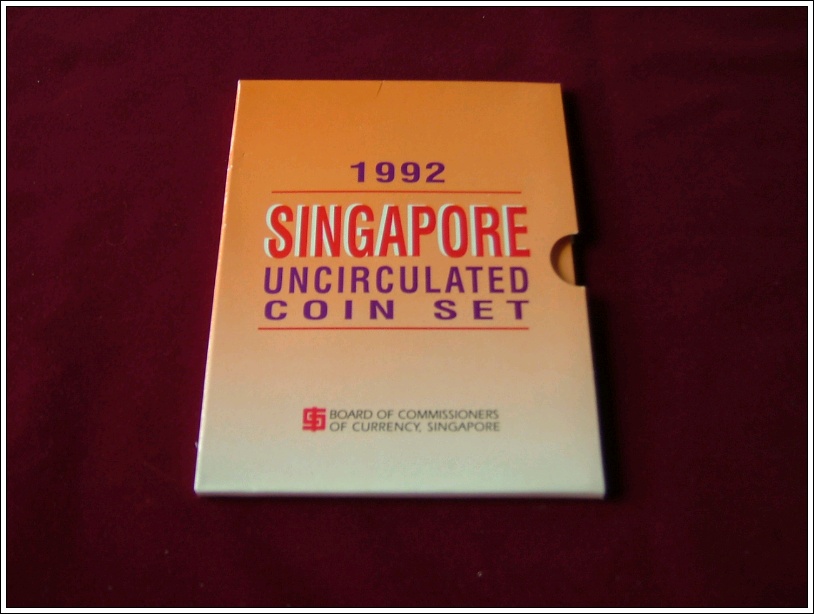 1992
SINGAPORE
UNCIRCULATED
COIN SET
BOARD OF COMMISSIONERS
OF CURRENCY, SINGAPORE